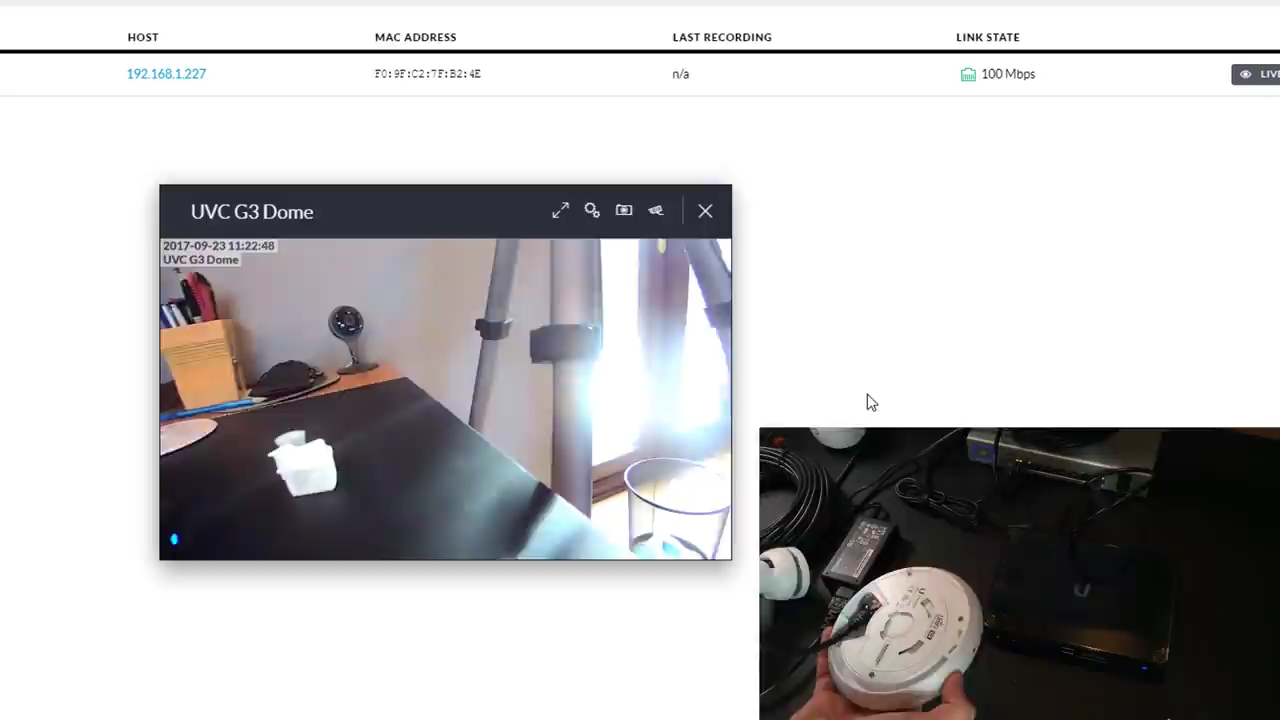 HOST MAC ADDRESS LAST RECORDING LINK STATE
192.168.1.227 F0:9F:C2:7F:B2:4E n/a 100 Mbps LIVE
UVC G3 Dome
2017-09-23 11:22:48
UVC G3 Dome